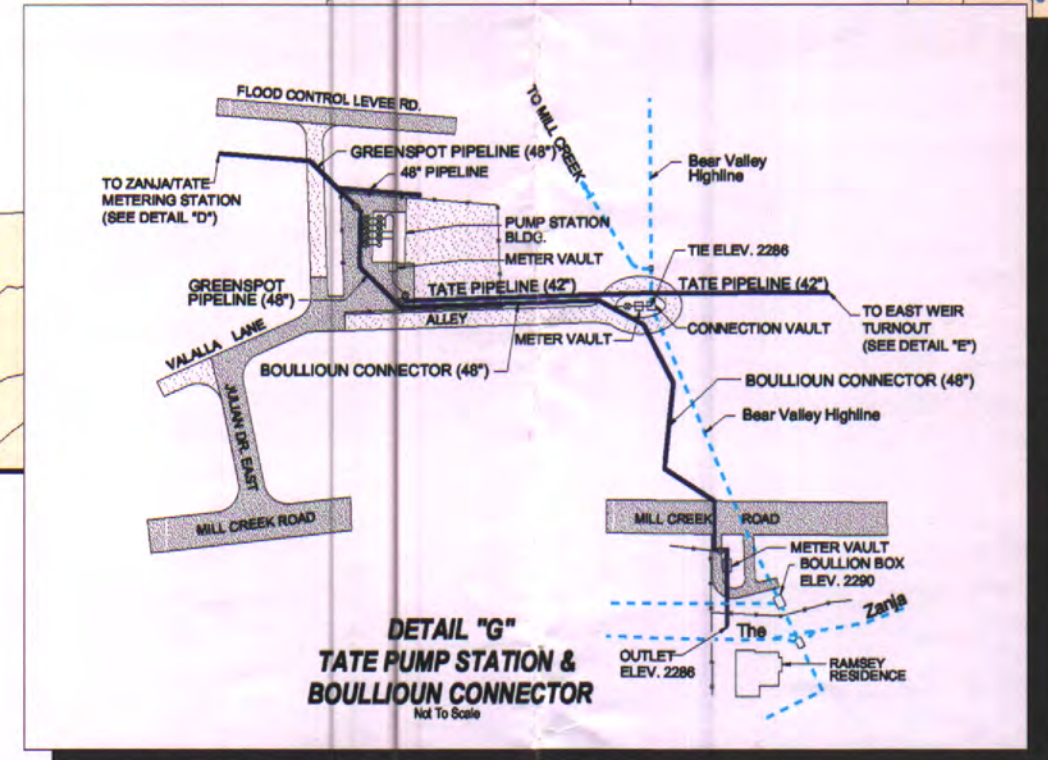 FLOOD CONTROL LEVEE RD.
GREENSPOT PIPELINE (48")
48" PIPELINE
TO ZANJA/TATE
METERING STATION
(SEE DETAIL "D")
TO MILL CREEK
Bear Valley
Highline
PUMP STATION
BLDG.
METER VAULT
TIE ELEV. 2286
GREENSPOT
PIPELINE (48")
TATE PIPELINE (42")
TATE PIPELINE (42")
ALLEY
METER VAULT
CONNECTION VAULT
TO EAST WEIR
TURNOUT
(SEE DETAIL "E")
VALALLA LANE
BOULLIOUN CONNECTOR (48")
BOULLIOUN CONNECTOR (48")
JULIAN DR. EAST
Bear Valley Highline
MILL CREEK ROAD
MILL CREEK ROAD
METER VAULT
BOULLION BOX
ELEV. 2290
The Zanja
OUTLET
ELEV. 2286
RAMSEY
RESIDENCE
DETAIL "G"
TATE PUMP STATION &
BOULLIOUN CONNECTOR
Not To Scale